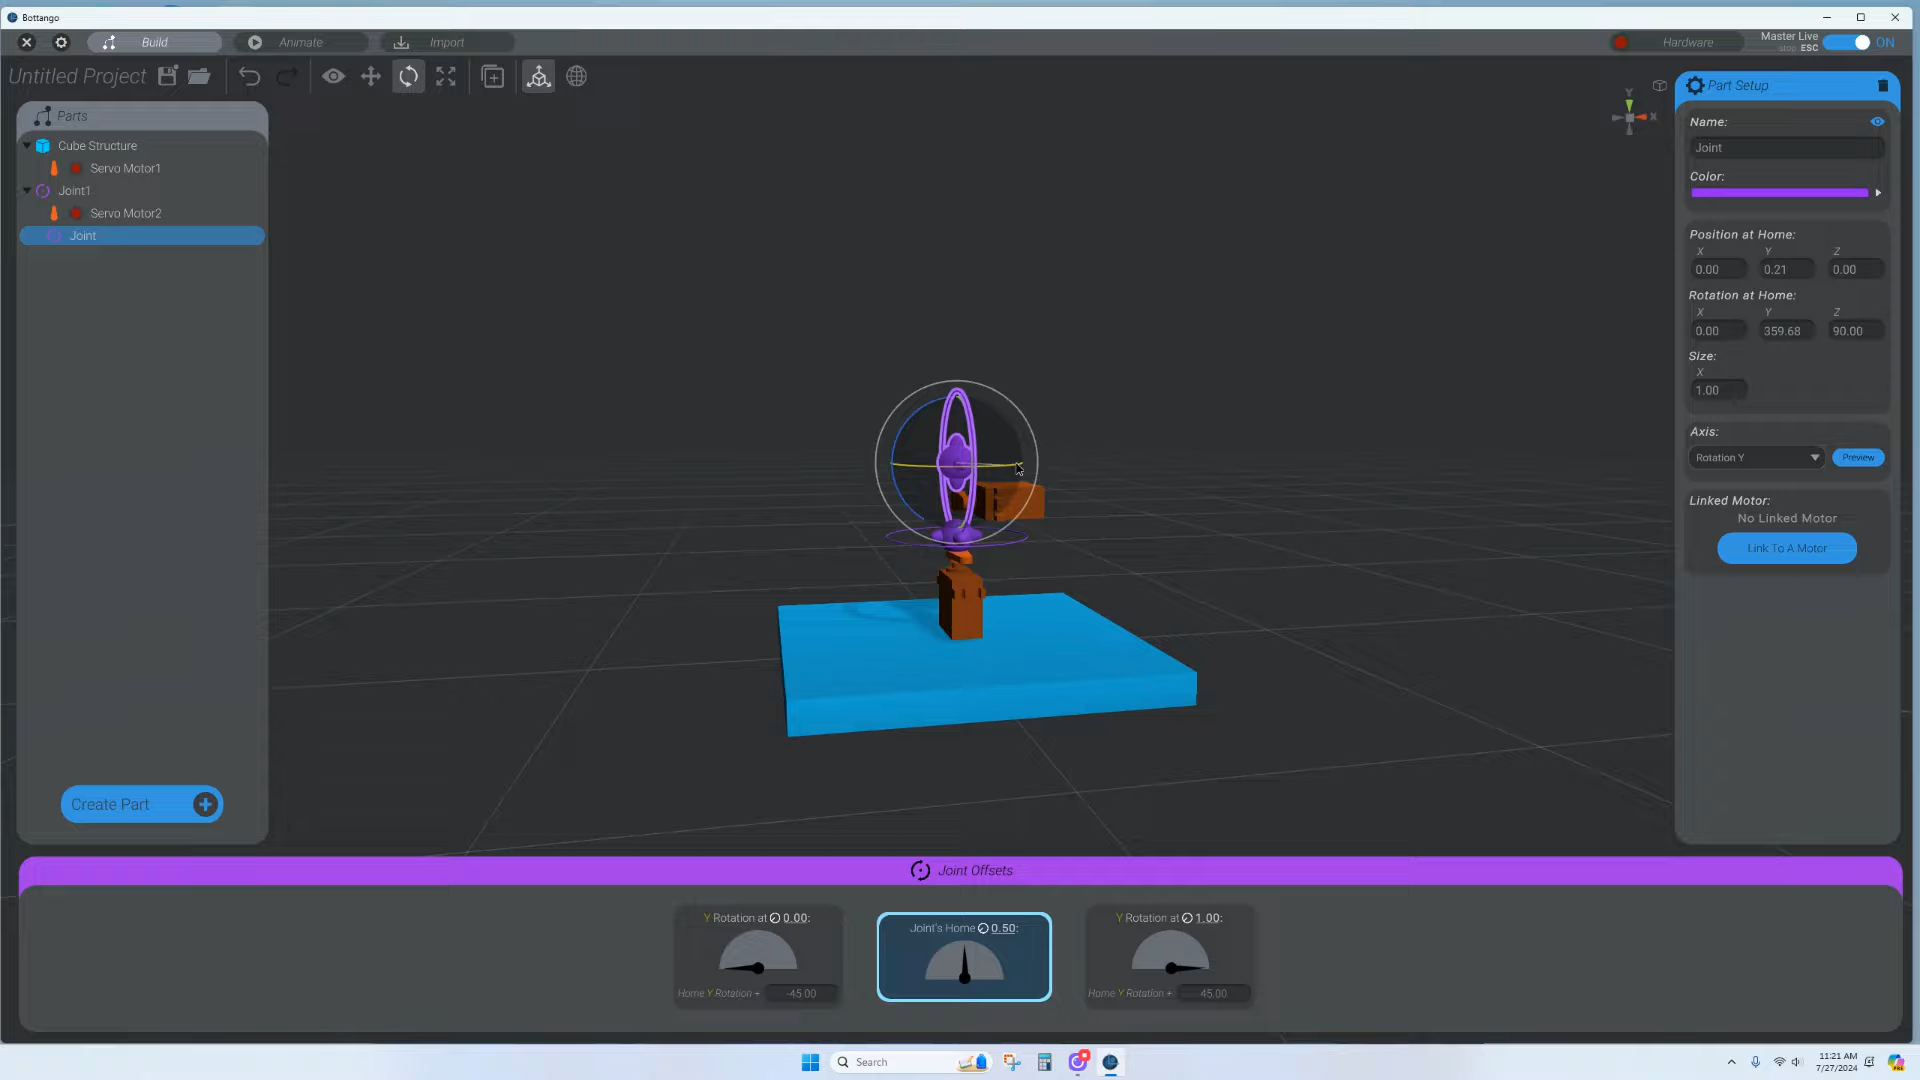 Bottango
Build
Animate
Import
Hardware
Master Live
stop ESC
ON
Untitled Project
Parts
Cube Structure
Servo Motor1
Joint1
Servo Motor2
Joint
Create Part
Y
X
Part Setup
Name:
Joint
Color:
Position at Home:
X Y Z
0.00 0.21 0.00
Rotation at Home:
X Y Z
0.00 359.68 90.00
Size:
X
1.00
Axis:
Rotation Y
Preview
Linked Motor:
No Linked Motor
Link To A Motor
Joint Offsets
Y Rotation at 0.00:
Home Y Rotation + -45.00
Joint's Home 0.50:
Y Rotation at 1.00:
Home Y Rotation + 45.00
Search
11:21 AM
7/27/2024